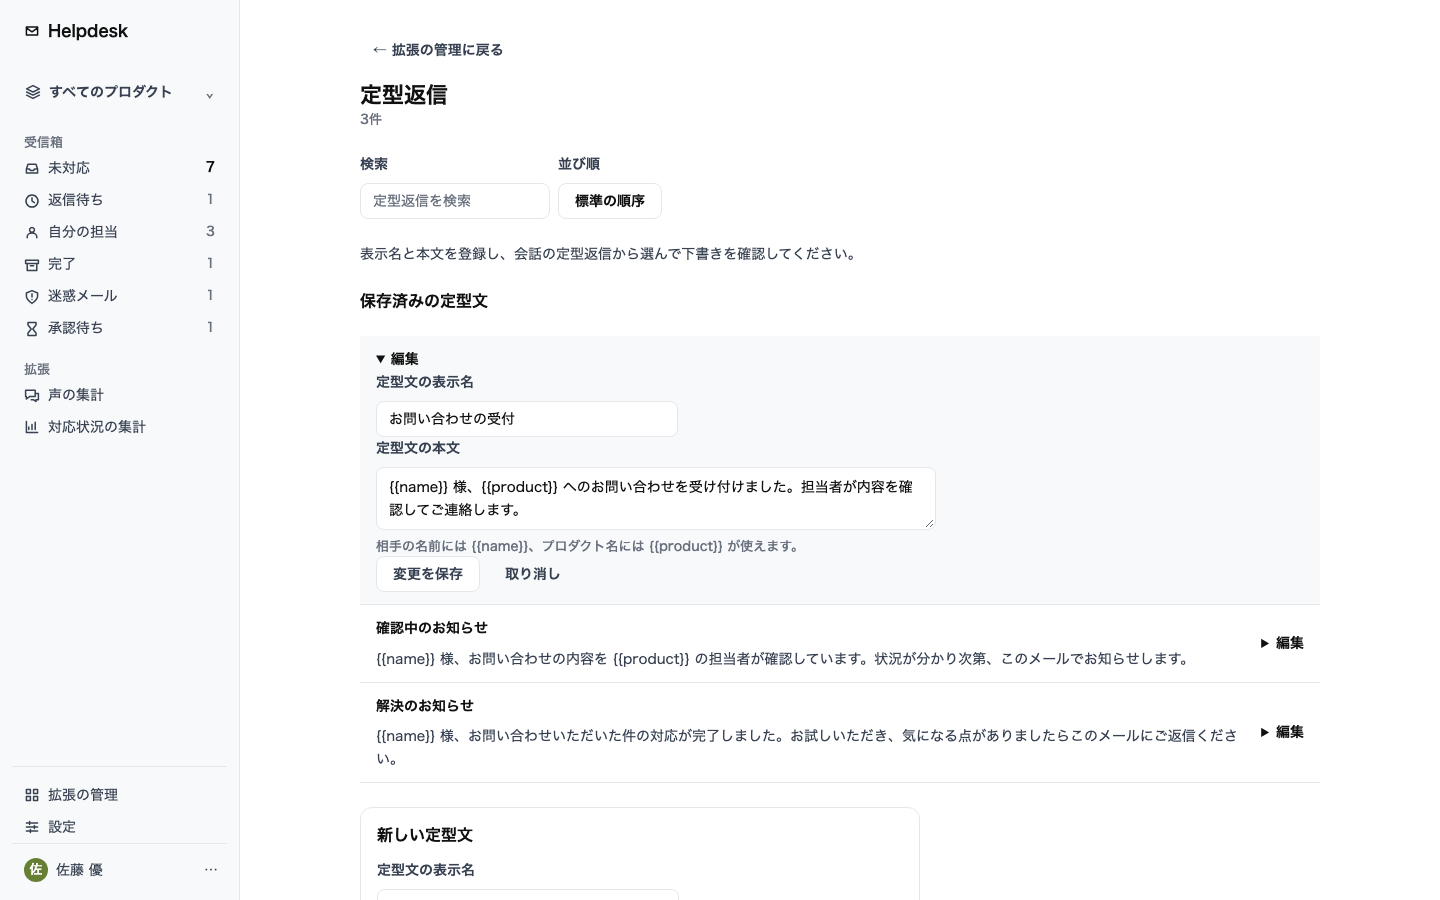 Helpdesk
すべてのプロダクト
受信箱
未対応 7
返信待ち 1
自分の担当 3
完了 1
迷惑メール 1
承認待ち 1
拡張
声の集計
対応状況の集計
拡張の管理
設定
佐 佐藤 優 …
← 拡張の管理に戻る
定型返信
3件
検索 並び順
定型返信を検索 標準の順序
表示名と本文を登録し、会話の定型返信から選んで下書きを確認してください。
保存済みの定型文
▼ 編集
定型文の表示名
お問い合わせの受付
定型文の本文
{{name}} 様、{{product}} へのお問い合わせを受け付けました。担当者が内容を確
認してご連絡します。
相手の名前には {{name}}、プロダクト名には {{product}} が使えます。
変更を保存 取り消し
確認中のお知らせ
{{name}} 様、お問い合わせの内容を {{product}} の担当者が確認しています。状況が分かり次第、このメールでお知らせします。
▶ 編集
解決のお知らせ
{{name}} 様、お問い合わせいただいた件の対応が完了しました。お試しいただき、気になる点がありましたらこのメールにご返信くださ
い。
▶ 編集
新しい定型文
定型文の表示名